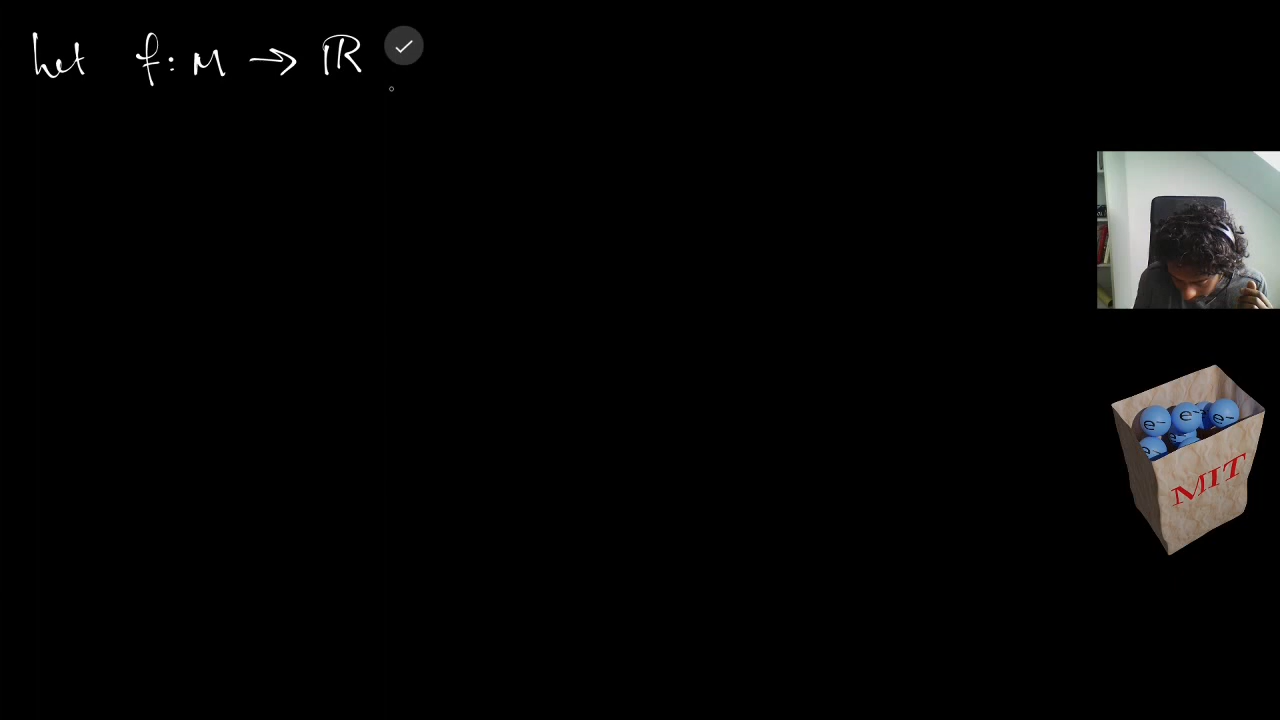 Let f: M → ℝ
e⁻ e⁻ e⁻
e⁻
MIT